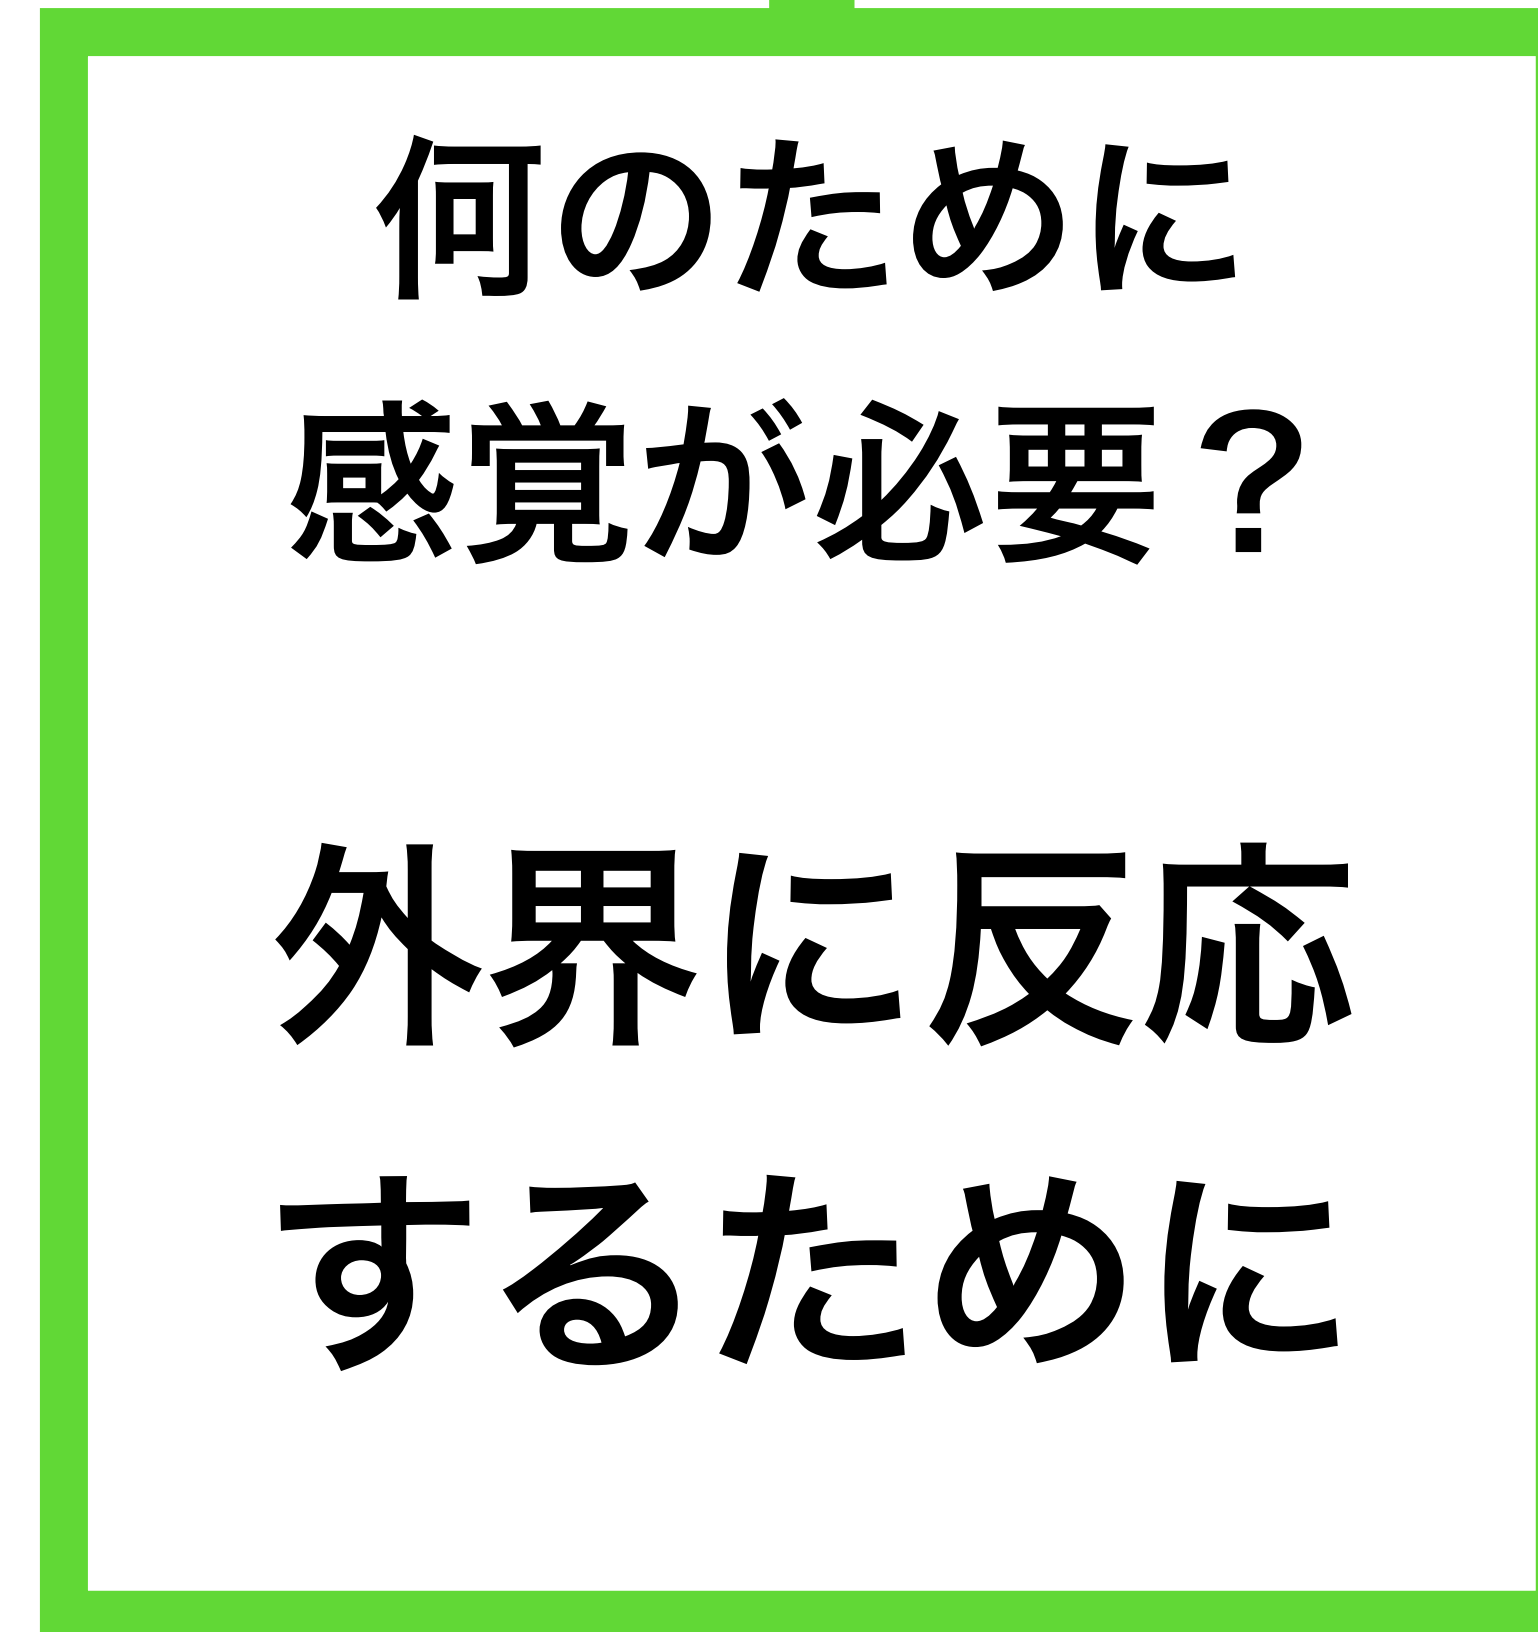 何のために
感覚が必要？
外界に反応
するために